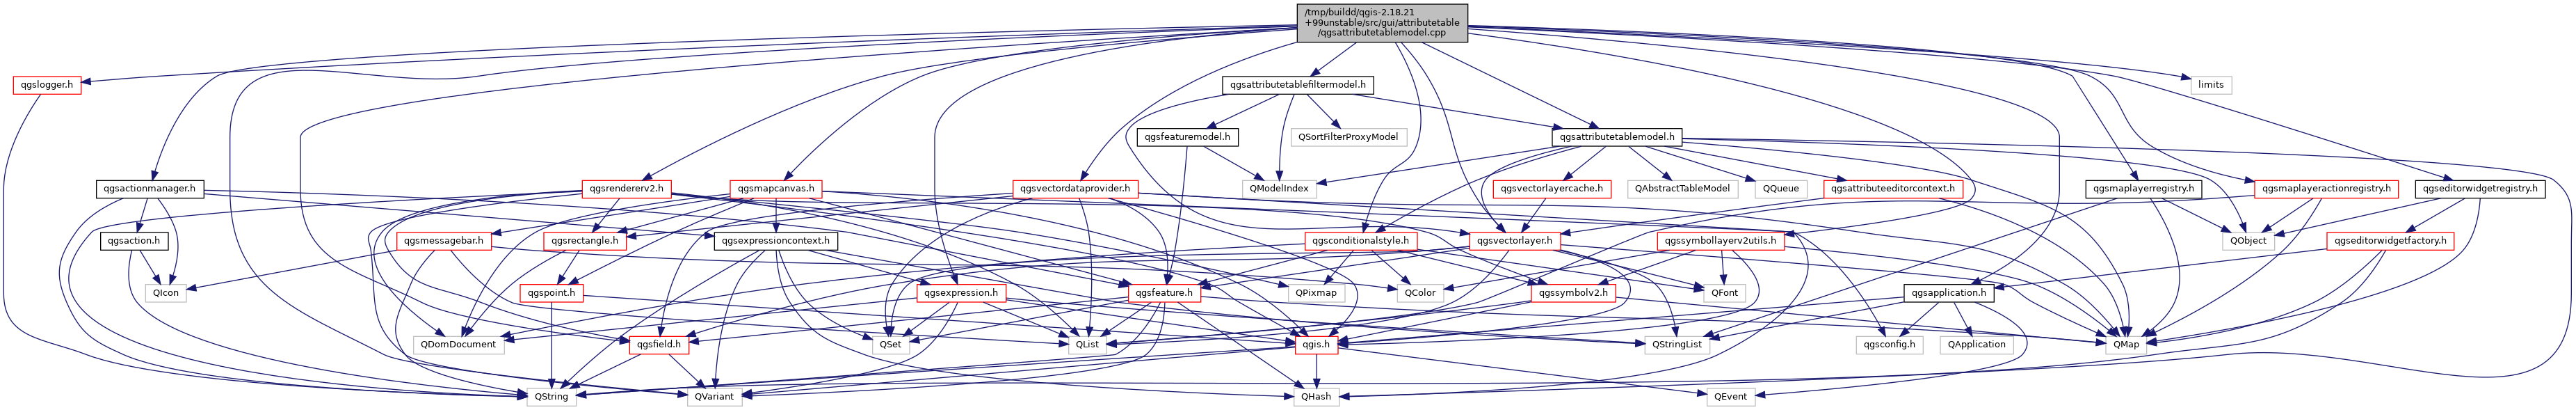 /tmp/buildd/qgis-2.18.21
+99unstable/src/gui/attributetable
/qgsattributetablemodel.cpp
qgslogger.h
qgsattributetablefiltermodel.h
limits
qgsfeaturemodel.h
QSortFilterProxyModel
qgsattributetablemodel.h
qgsactionmanager.h
qgsrendererv2.h
qgsmapcanvas.h
qgsvectordataprovider.h
QModelIndex
qgsvectorlayercache.h
QAbstractTableModel
QQueue
qgsattributeeditorcontext.h
qgsmaplayerregistry.h
qgsmaplayeractionregistry.h
qgseditorwidgetregistry.h
qgsaction.h
qgsmessagebar.h
qgsrectangle.h
qgsexpressioncontext.h
qgsconditionalstyle.h
qgsvectorlayer.h
qgssymbollayerv2utils.h
QObject
qgseditorwidgetfactory.h
QIcon
qgspoint.h
qgsexpression.h
qgsfeature.h
QPixmap
QColor
qgssymbolv2.h
QFont
qgsapplication.h
QDomDocument
qgsfield.h
QSet
QList
qgis.h
QStringList
qgsconfig.h
QApplication
QMap
QString
QVariant
QHash
QEvent